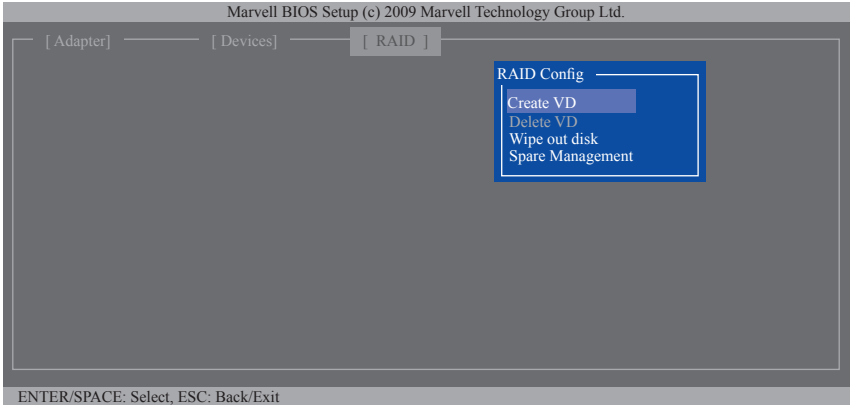 Marvell BIOS Setup (c) 2009 Marvell Technology Group Ltd.
[ Adapter] [ Devices] [ RAID ]
RAID Config
Create VD
Delete VD
Wipe out disk
Spare Management
ENTER/SPACE: Select, ESC: Back/Exit